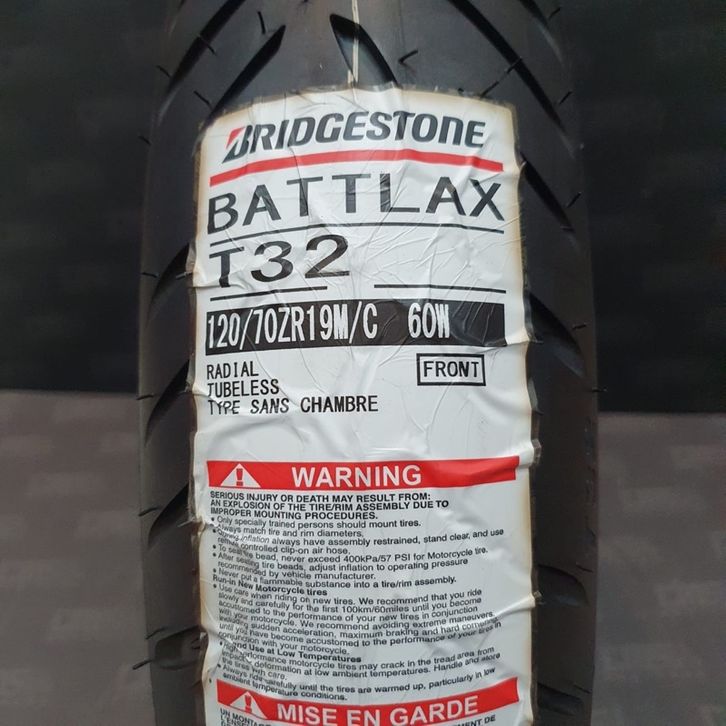 BRIDGESTONE
BATTLAX
T32
120/70ZR19M/C 60W
RADIAL
TUBELESS
TYPE SANS CHAMBRE
FRONT
WARNING
SERIOUS INJURY OR DEATH MAY RESULT FROM:
AN EXPLOSION OF THE TIRE/RIM ASSEMBLY DUE TO
IMPROPER MOUNTING PROCEDURES.
• Only specially trained persons should mount tires.
• Always match tire and rim diameters.
• During inflation always have assembly restrained, stand clear, and use
remote controlled clip-on air hose.
• To seat the bead, never exceed 400kPa/57 PSI for Motorcycle tire.
• After seating tire beads, adjust inflation to operating pressure
recommended by vehicle manufacturer.
• Never put a flammable substance into a tire/rim assembly.
Run-in New Motorcycle tires
• Use care when riding on new tires. We recommend that you ride
slowly and carefully for the first 100km/60miles until you become
accustomed to the performance of your new tires in conjunction
with your motorcycle. We recommend avoiding extreme maneuvers
including sudden acceleration, maximum braking and hard cornering
until you have become accustomed to the performance of your tires in
conjunction with your motorcycle.
and Use at Low Temperatures
• High performance motorcycle tires may crack in the tread area from
impact deformation at low ambient temperatures. Handle and store
the tires with care.
• Always ride carefully until the tires are warmed up, particularly in low
ambient temperature conditions.
MISE EN GARDE